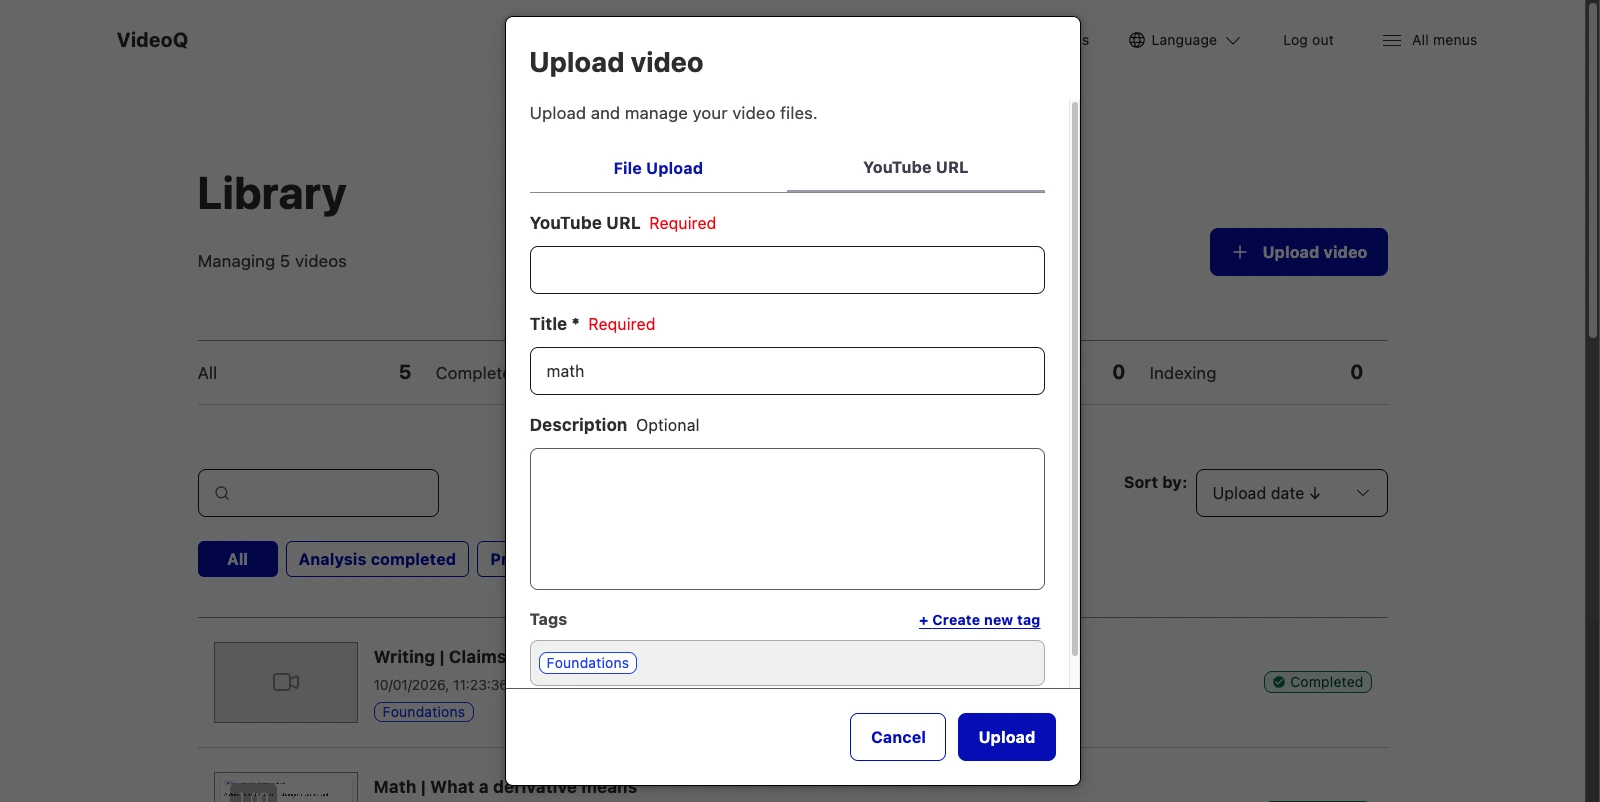 VideoQ
Language
Log out
All menus
Library
Managing 5 videos
Upload video
All 5
0 Indexing 0
Sort by:
Upload date ↓
All
Analysis completed
Writing | Claims
10/01/2026, 11:23:36
Foundations
Completed
Math | What a derivative means
Upload video
Upload and manage your video files.
File Upload
YouTube URL
YouTube URL Required
Title * Required
math
Description Optional
Tags
+ Create new tag
Foundations
Cancel
Upload